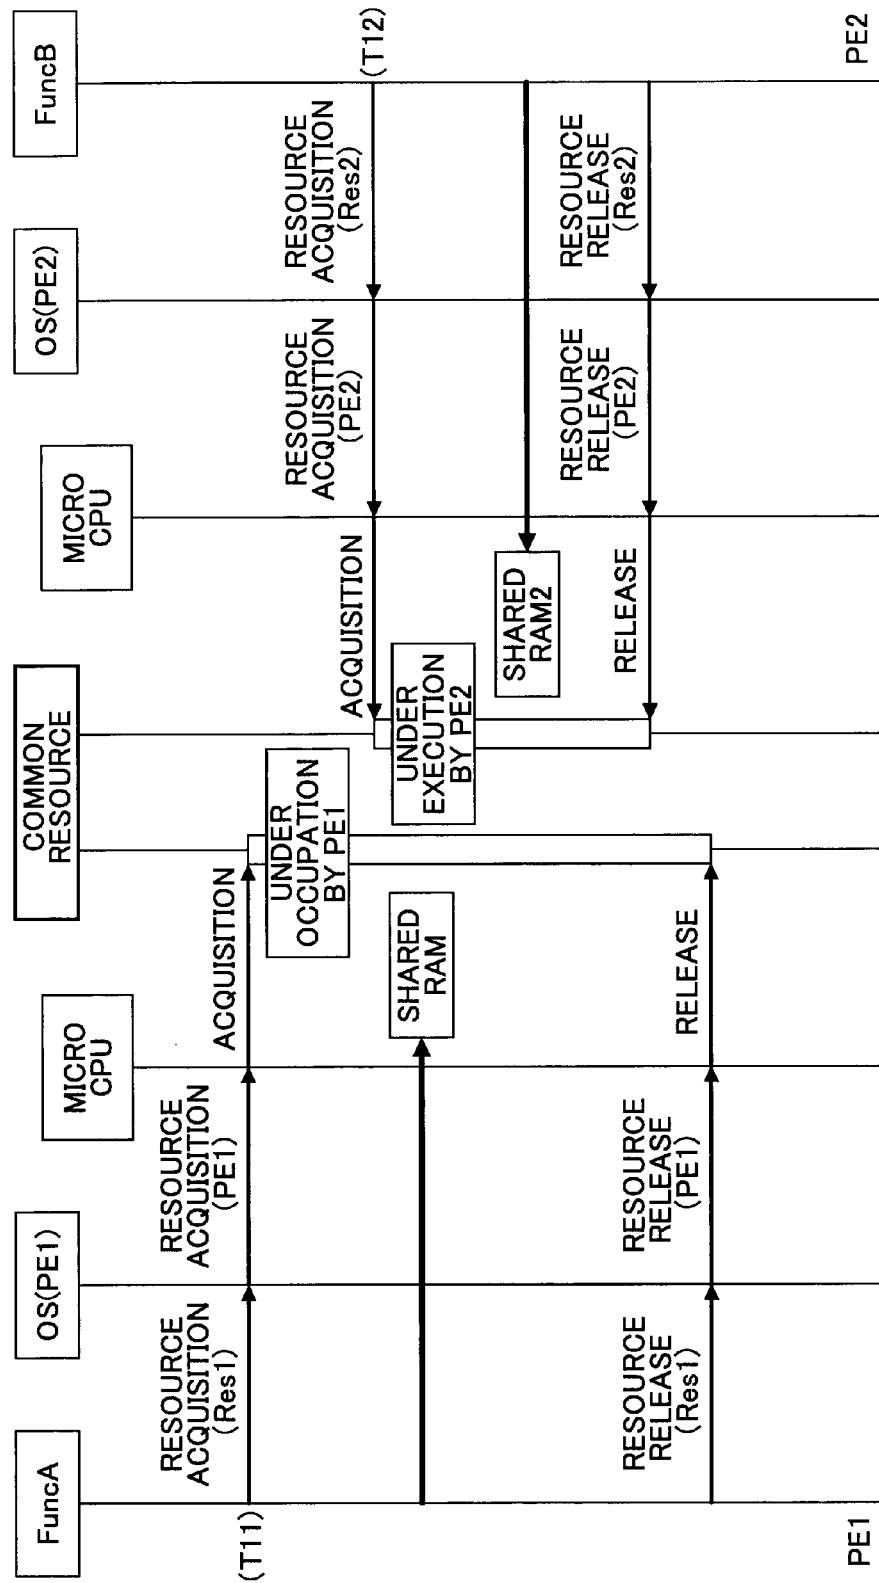 FuncA
OS(PE1)
MICRO
CPU
COMMON
RESOURCE
MICRO
CPU
OS(PE2)
FuncB
(T11)
RESOURCE
ACQUISITION
(Res1)
RESOURCE
ACQUISITION
(PE1)
ACQUISITION
UNDER
OCCUPATION
BY PE1
ACQUISITION
RESOURCE
ACQUISITION
(PE2)
RESOURCE
ACQUISITION
(Res2)
(T12)
UNDER
EXECUTION
BY PE2
SHARED
RAM
SHARED
RAM2
RELEASE
RESOURCE
RELEASE
(PE2)
RESOURCE
RELEASE
(Res2)
RESOURCE
RELEASE
(Res1)
RESOURCE
RELEASE
(PE1)
RELEASE
PE1
PE2